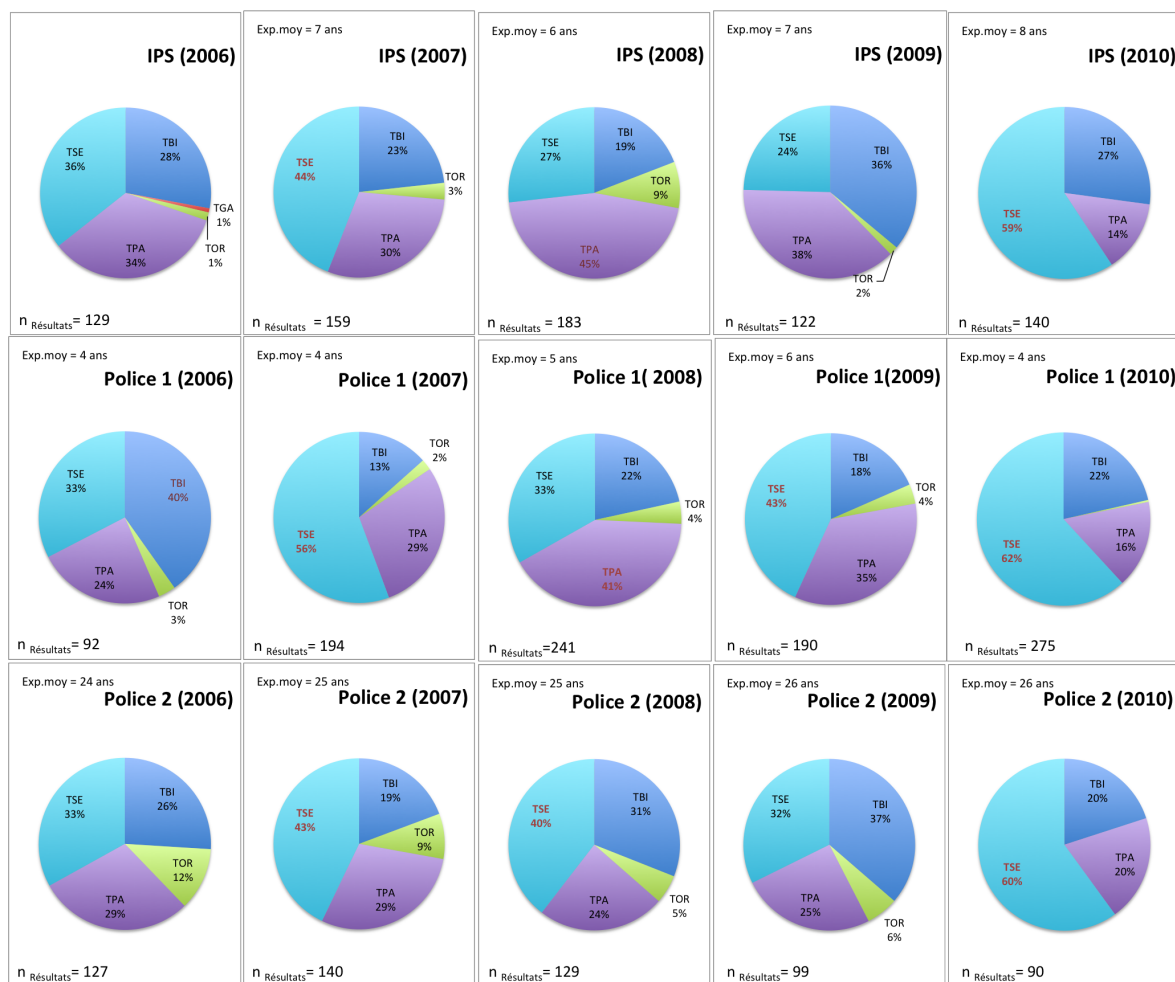 IPS (2006)
TBI
28%
TGA
1%
TOR
1%
TPA
34%
TSE
36%
n Résultats= 129
Exp.moy = 7 ans
IPS (2007)
TBI
23%
TOR
3%
TPA
30%
TSE
44%
n Résultats = 159
Exp.moy = 6 ans
IPS (2008)
TBI
19%
TOR
9%
TPA
45%
TSE
27%
n Résultats= 183
Exp.moy = 7 ans
IPS (2009)
TBI
36%
TOR
2%
TPA
38%
TSE
24%
n Résultats= 122
Exp.moy = 8 ans
IPS (2010)
TBI
27%
TPA
14%
TSE
59%
n Résultats= 140
Exp.moy = 4 ans
Police 1 (2006)
TBI
40%
TOR
3%
TPA
24%
TSE
33%
n Résultats= 92
Exp.moy = 4 ans
Police 1 (2007)
TBI
13%
TOR
2%
TPA
29%
TSE
56%
n Résultats= 194
Exp.moy = 5 ans
Police 1( 2008)
TBI
22%
TOR
4%
TPA
41%
TSE
33%
n Résultats=241
Exp.moy = 6 ans
Police 1(2009)
TBI
18%
TOR
4%
TPA
35%
TSE
43%
n Résultats= 190
Exp.moy = 4 ans
Police 1 (2010)
TBI
22%
TPA
16%
TSE
62%
n Résultats= 275
Exp.moy = 24 ans
Police 2 (2006)
TBI
26%
TOR
12%
TPA
29%
TSE
33%
n Résultats= 127
Exp.moy = 25 ans
Police 2 (2007)
TBI
19%
TOR
9%
TPA
29%
TSE
43%
n Résultats= 140
Exp.moy = 25 ans
Police 2 (2008)
TBI
31%
TOR
5%
TPA
24%
TSE
40%
n Résultats= 129
Exp.moy = 26 ans
Police 2 (2009)
TBI
37%
TOR
6%
TPA
25%
TSE
32%
n Résultats= 99
Exp.moy = 26 ans
Police 2 (2010)
TBI
20%
TPA
20%
TSE
60%
n Résultats= 90